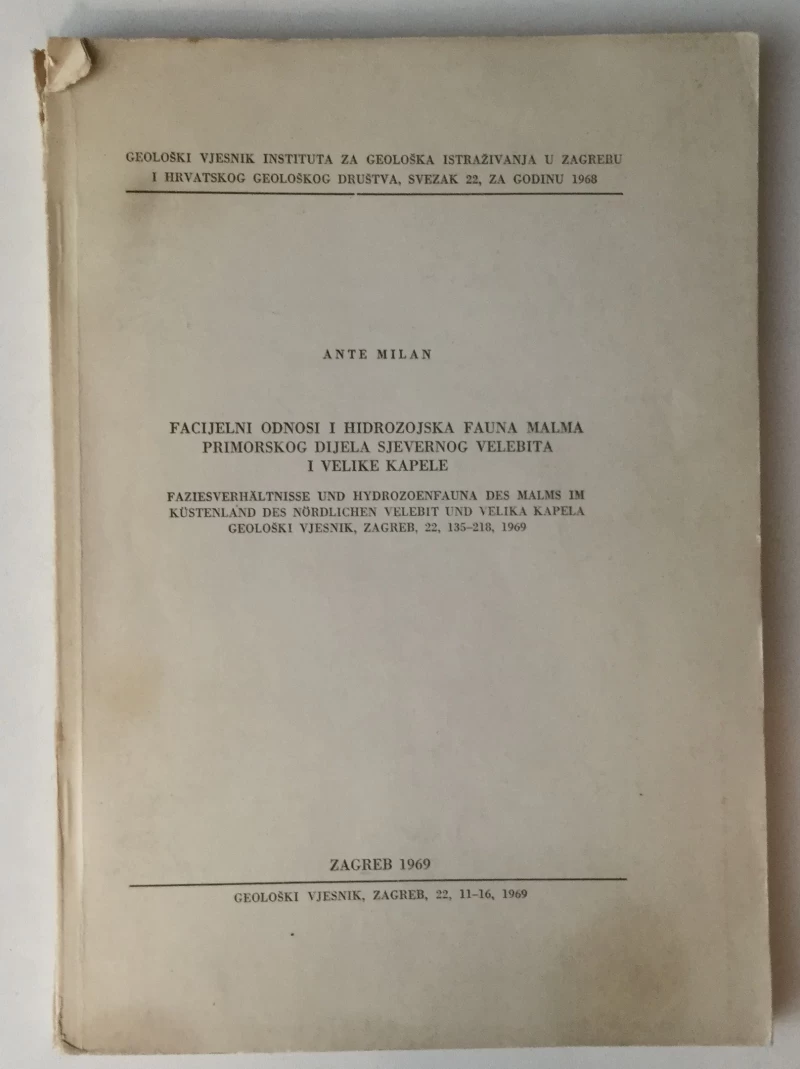 GEOLOŠKI VJESNIK INSTITUTA ZA GEOLOŠKA ISTRAŽIVANJA U ZAGREBU
I HRVATSKOG GEOLOŠKOG DRUŠTVA, SVEZAK 22, ZA GODINU 1968
ANTE MILAN
FACIJELNI ODNOSI I HIDROZOJSKA FAUNA MALMA
PRIMORSKOG DIJELA SJEVERNOG VELEBITA
I VELIKE KAPELE
FAZIESVERHÄLTNISSE UND HYDROZOENFAUNA DES MALMS IM
KÜSTENLAND DES NÖRDLICHEN VELEBIT UND VELIKA KAPELA
GEOLOŠKI VJESNIK, ZAGREB, 22, 135–218, 1969
ZAGREB 1969
GEOLOŠKI VJESNIK, ZAGREB, 22, 11–16, 1969